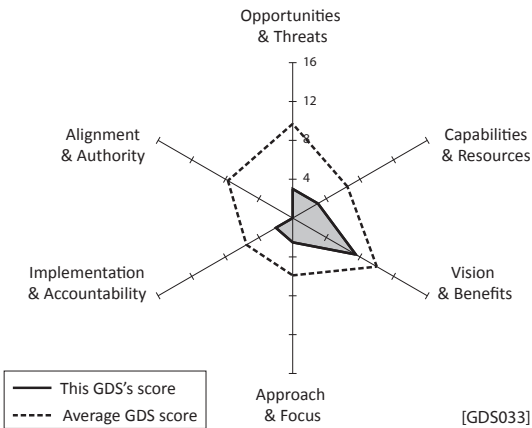 Opportunities
& Threats
16
12
8
4
Alignment
& Authority
Capabilities
& Resources
Implementation
& Accountability
Vision
& Benefits
Approach
& Focus
This GDS's score
Average GDS score
[GDS033]